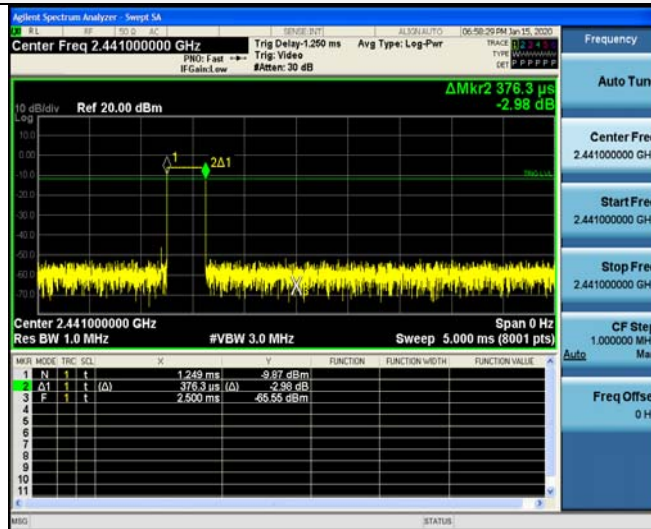 Agilent Spectrum Analyzer - Swept SA
RL RF 50 Ω AC SENSE:INT ALIGN AUTO 06:58:29 PM Jan 15, 2020
Center Freq 2.441000000 GHz
PNO: Fast
IFGain:Low
Trig Delay-1.250 ms
Trig: Video
#Atten: 30 dB
Avg Type: Log-Pwr
TRACE 1 2 3 4 5 6
TYPE
DET P P P P P P
ΔMkr2 376.3 µs
-2.98 dB
10 dB/div Ref 20.00 dBm
Log
10.0
0.00
-10.0
-20.0
-30.0
-40.0
-50.0
-60.0
-70.0
1
2Δ1
TRIG LVL
Center 2.441000000 GHz
Span 0 Hz
Res BW 1.0 MHz #VBW 3.0 MHz Sweep 5.000 ms (8001 pts)
MKR MODE TRC SCL X Y FUNCTION FUNCTION WIDTH FUNCTION VALUE
1 N 1 t 1.249 ms -9.87 dBm
2 Δ1 1 t (Δ) 376.3 µs (Δ) -2.98 dB
3 F 1 t 2.500 ms -65.55 dBm
4
5
6
7
8
9
10
11
MSG STATUS
Frequency
Auto Tun
Center Fre
2.441000000 GH
Start Fre
2.441000000 GH
Stop Fre
2.441000000 GH
CF Step
1.000000 MH
Auto Ma
Freq Offse
0 H